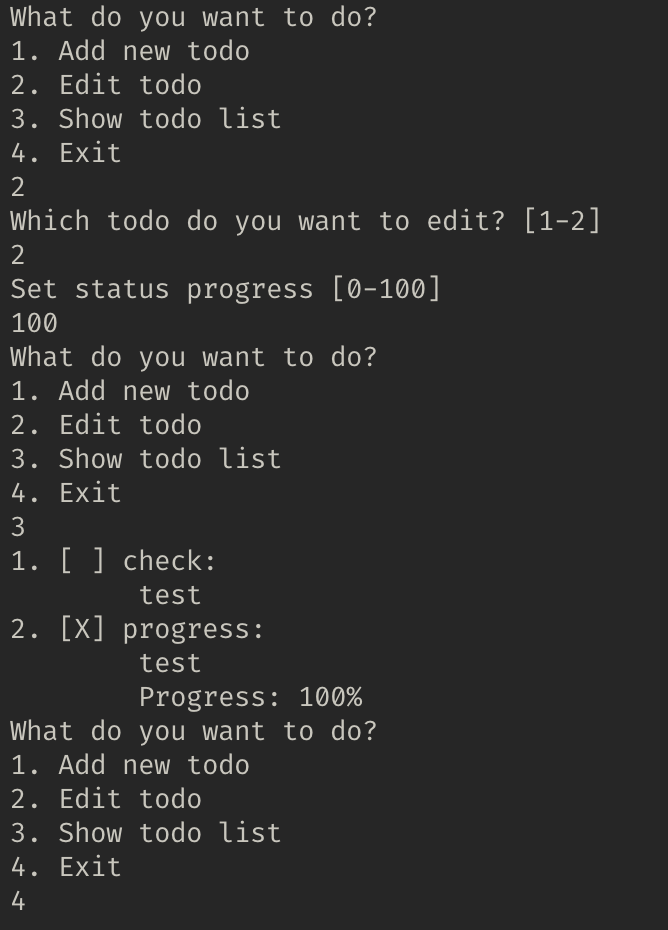 What do you want to do?
1. Add new todo
2. Edit todo
3. Show todo list
4. Exit
2
Which todo do you want to edit? [1-2]
2
Set status progress [0-100]
100
What do you want to do?
1. Add new todo
2. Edit todo
3. Show todo list
4. Exit
3
1. [ ] check:
        test
2. [X] progress:
        test
        Progress: 100%
What do you want to do?
1. Add new todo
2. Edit todo
3. Show todo list
4. Exit
4